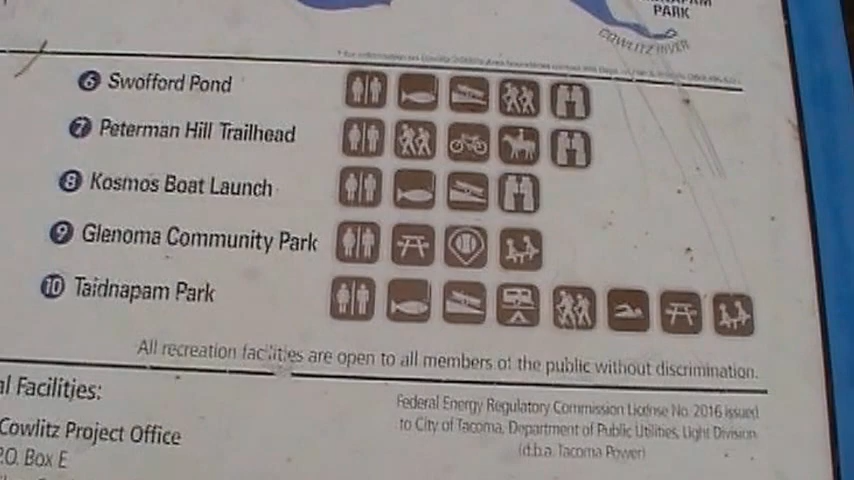 PARK
COWLITZ RIVER
6 Swofford Pond
7 Peterman Hill Trailhead
8 Kosmos Boat Launch
9 Glenoma Community Park
10 Taidnapam Park
All recreation facilities are open to all members of the public without discrimination.
al Facilities:
Cowlitz Project Office
P.O. Box E
Federal Energy Regulatory Commission License No. 2016 issued
to City of Tacoma, Department of Public Utilities, Light Division
(d.b.a. Tacoma Power)